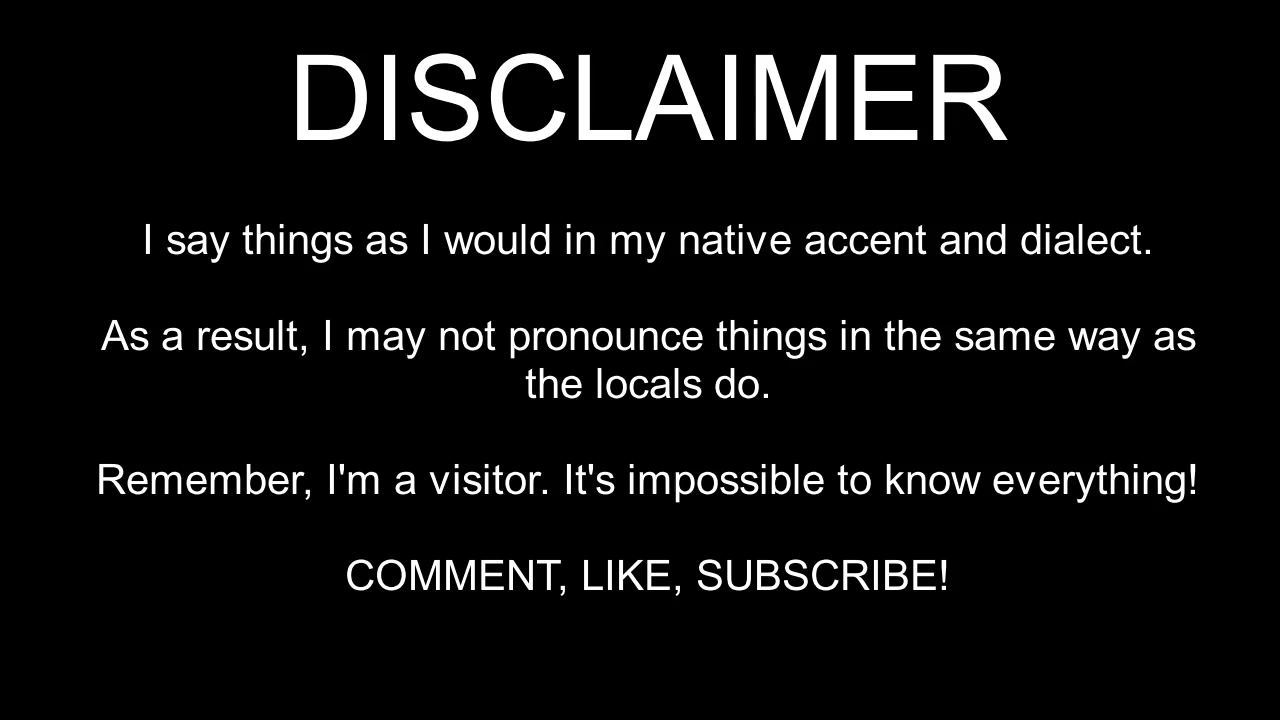 DISCLAIMER
I say things as I would in my native accent and dialect.
As a result, I may not pronounce things in the same way as
the locals do.
Remember, I'm a visitor. It's impossible to know everything!
COMMENT, LIKE, SUBSCRIBE!